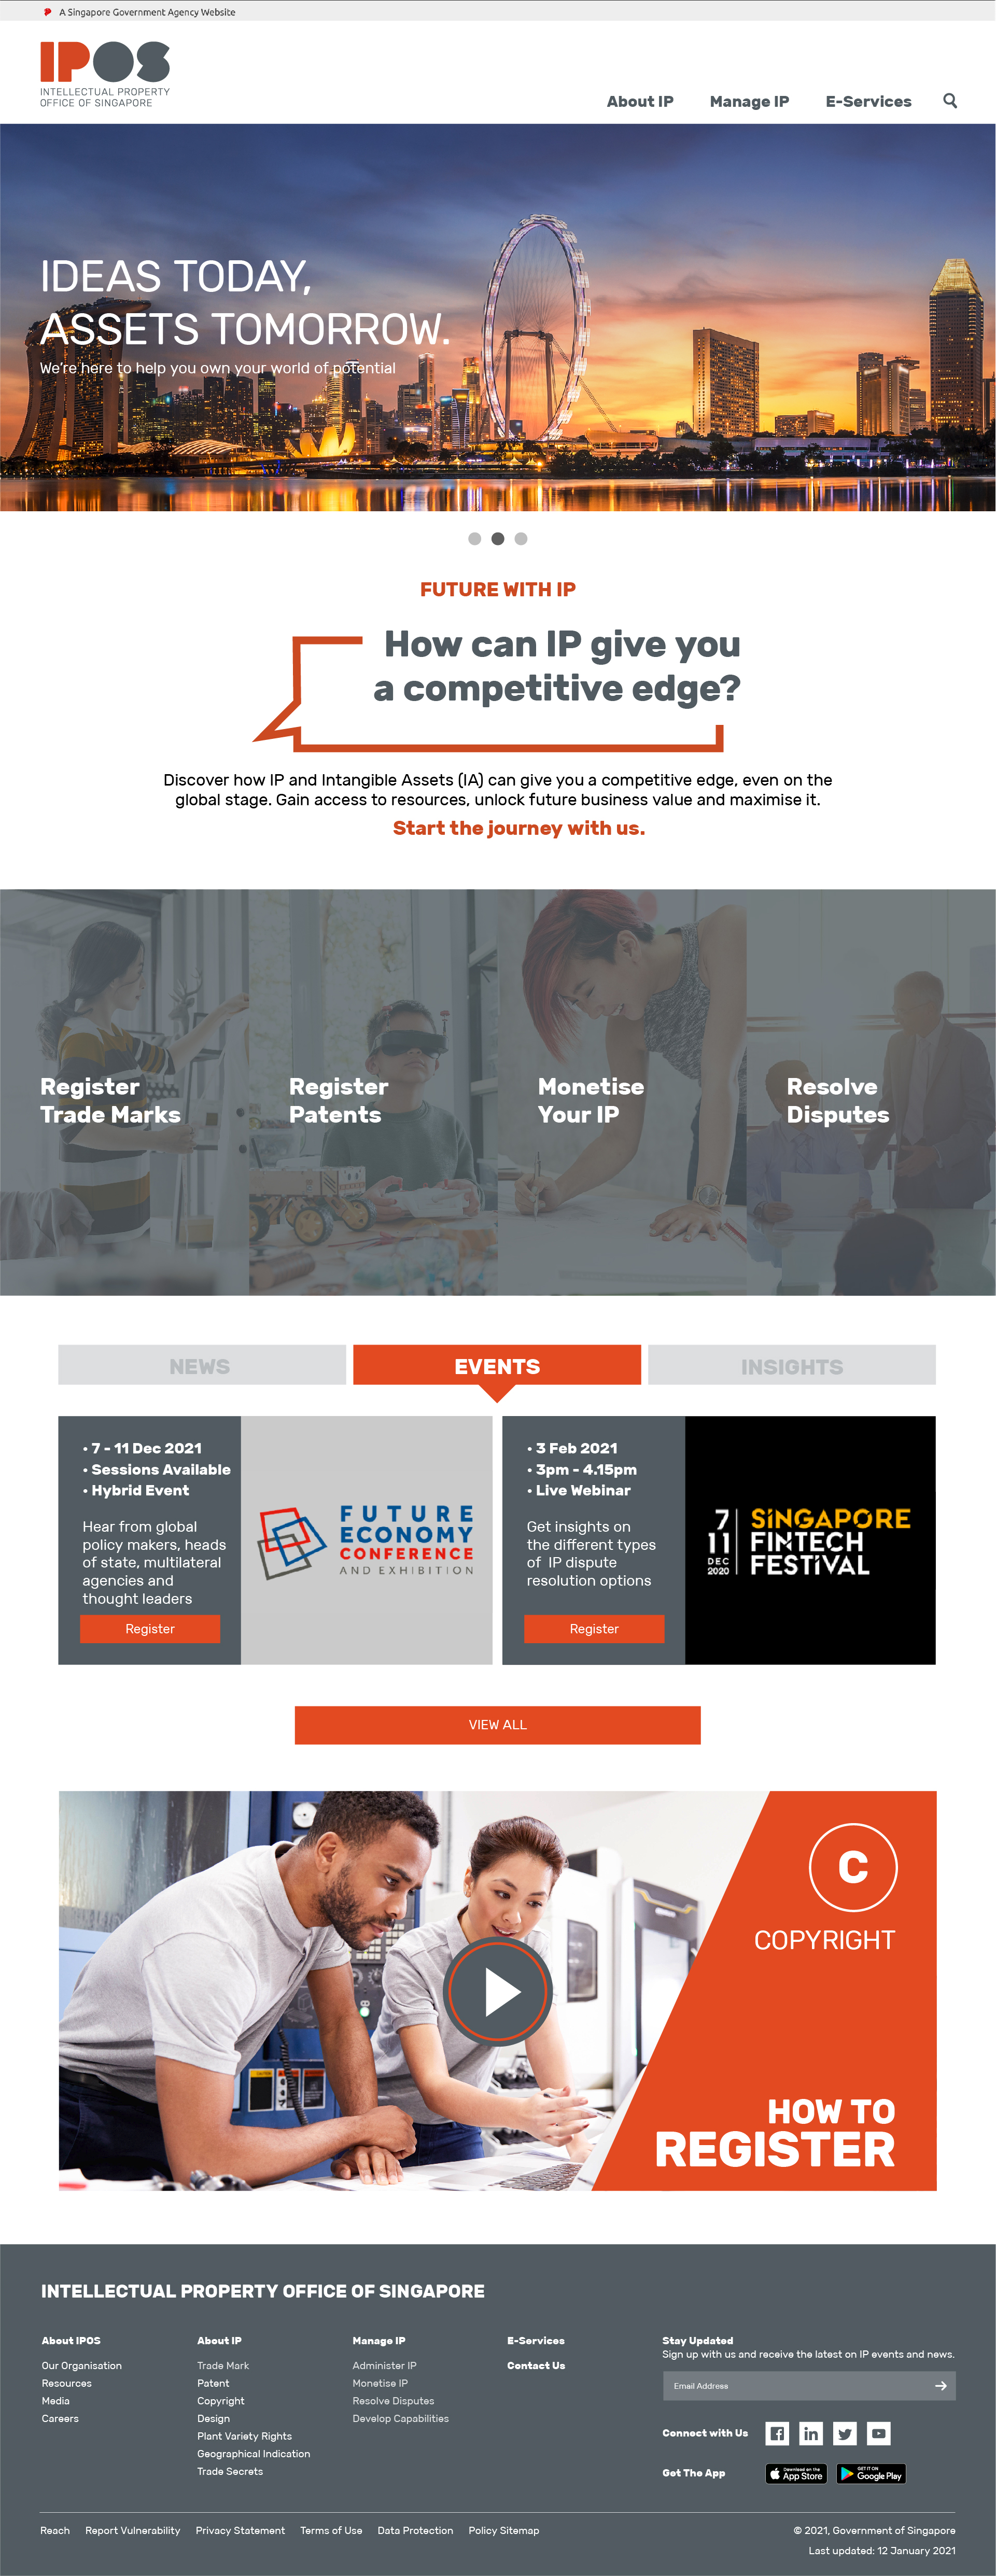 A Singapore Government Agency Website
IPOS
INTELLECTUAL PROPERTY
OFFICE OF SINGAPORE
About IP
Manage IP
E-Services
IDEAS TODAY,
ASSETS TOMORROW.
We're here to help you own your world of potential
FUTURE WITH IP
How can IP give you
a competitive edge?
Discover how IP and Intangible Assets (IA) can give you a competitive edge, even on the
global stage. Gain access to resources, unlock future business value and maximise it.
Start the journey with us.
Register
Trade Marks
Register
Patents
Monetise
Your IP
Resolve
Disputes
NEWS
EVENTS
INSIGHTS
• 7 - 11 Dec 2021
• Sessions Available
• Hybrid Event
Hear from global
policy makers, heads
of state, multilateral
agencies and
thought leaders
Register
FUTURE
ECONOMY
CONFERENCE
AND EXHIBITION
• 3 Feb 2021
• 3pm - 4.15pm
• Live Webinar
Get insights on
the different types
of IP dispute
resolution options
Register
7
11
DEC
2020
SiNGAPORE
FiNTECH
FESTiVAL
VIEW ALL
C
COPYRIGHT
HOW TO
REGISTER
INTELLECTUAL PROPERTY OFFICE OF SINGAPORE
About IPOS
Our Organisation
Resources
Media
Careers
About IP
Trade Mark
Patent
Copyright
Design
Plant Variety Rights
Geographical Indication
Trade Secrets
Manage IP
Administer IP
Monetise IP
Resolve Disputes
Develop Capabilities
E-Services
Contact Us
Stay Updated
Sign up with us and receive the latest on IP events and news.
Email Address
Connect with Us
Get The App
Download on the
App Store
GET IT ON
Google Play
Reach
Report Vulnerability
Privacy Statement
Terms of Use
Data Protection
Policy Sitemap
© 2021, Government of Singapore
Last updated: 12 January 2021